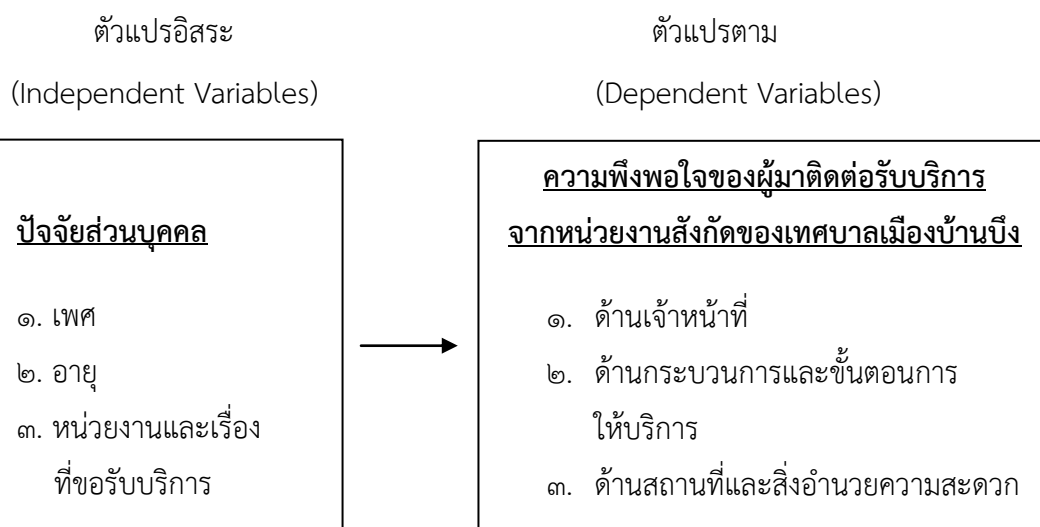 ตัวแปรอิสระ
(Independent Variables)
ปัจจัยส่วนบุคคล
๑. เพศ
๒. อายุ
๓. หน่วยงานและเรื่อง
ที่ขอรับบริการ
ตัวแปรตาม
(Dependent Variables)
ความพึงพอใจของผู้มาติดต่อรับบริการ
จากหน่วยงานสังกัดของเทศบาลเมืองบ้านบึง
๑. ด้านเจ้าหน้าที่
๒. ด้านกระบวนการและขั้นตอนการ
ให้บริการ
๓. ด้านสถานที่และสิ่งอำนวยความสะดวก